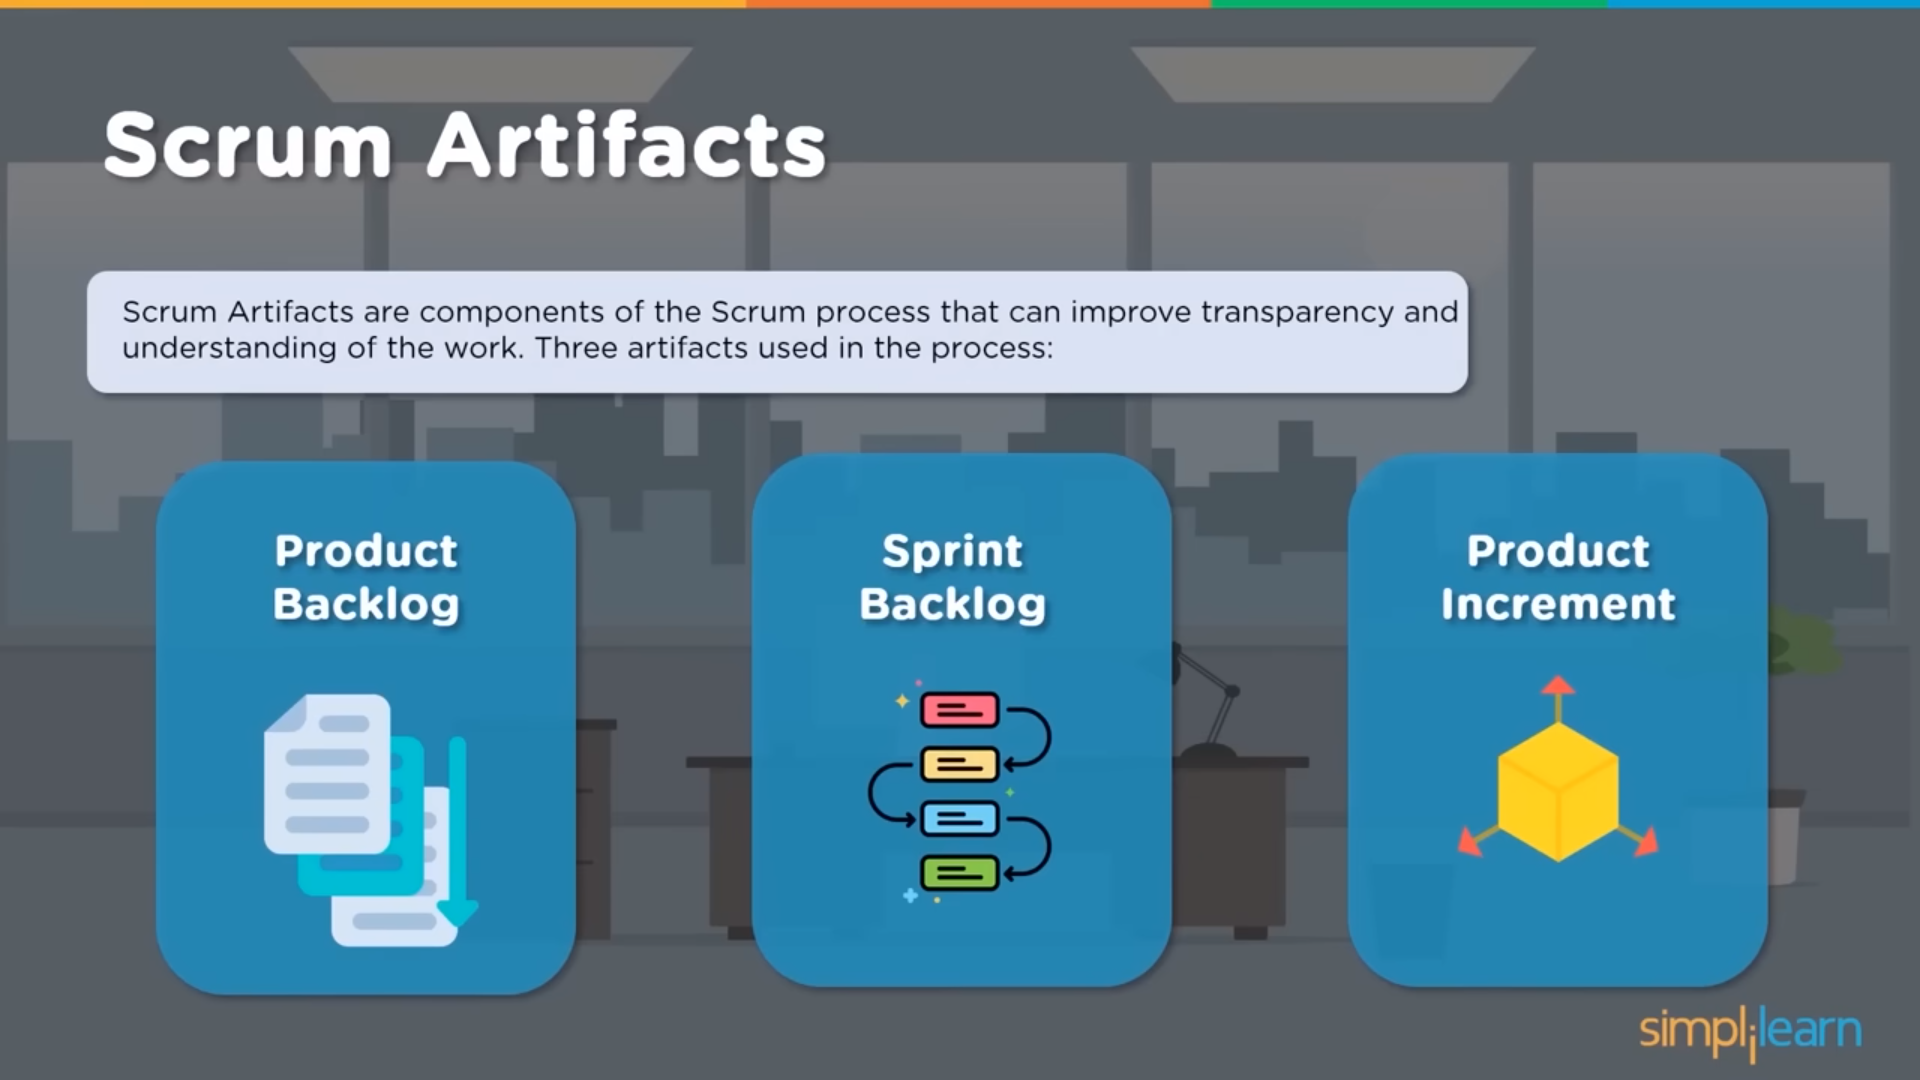 Scrum Artifacts
Scrum Artifacts are components of the Scrum process that can improve transparency and
understanding of the work. Three artifacts used in the process:
Product
Backlog
Sprint
Backlog
Product
Increment
simplilearn